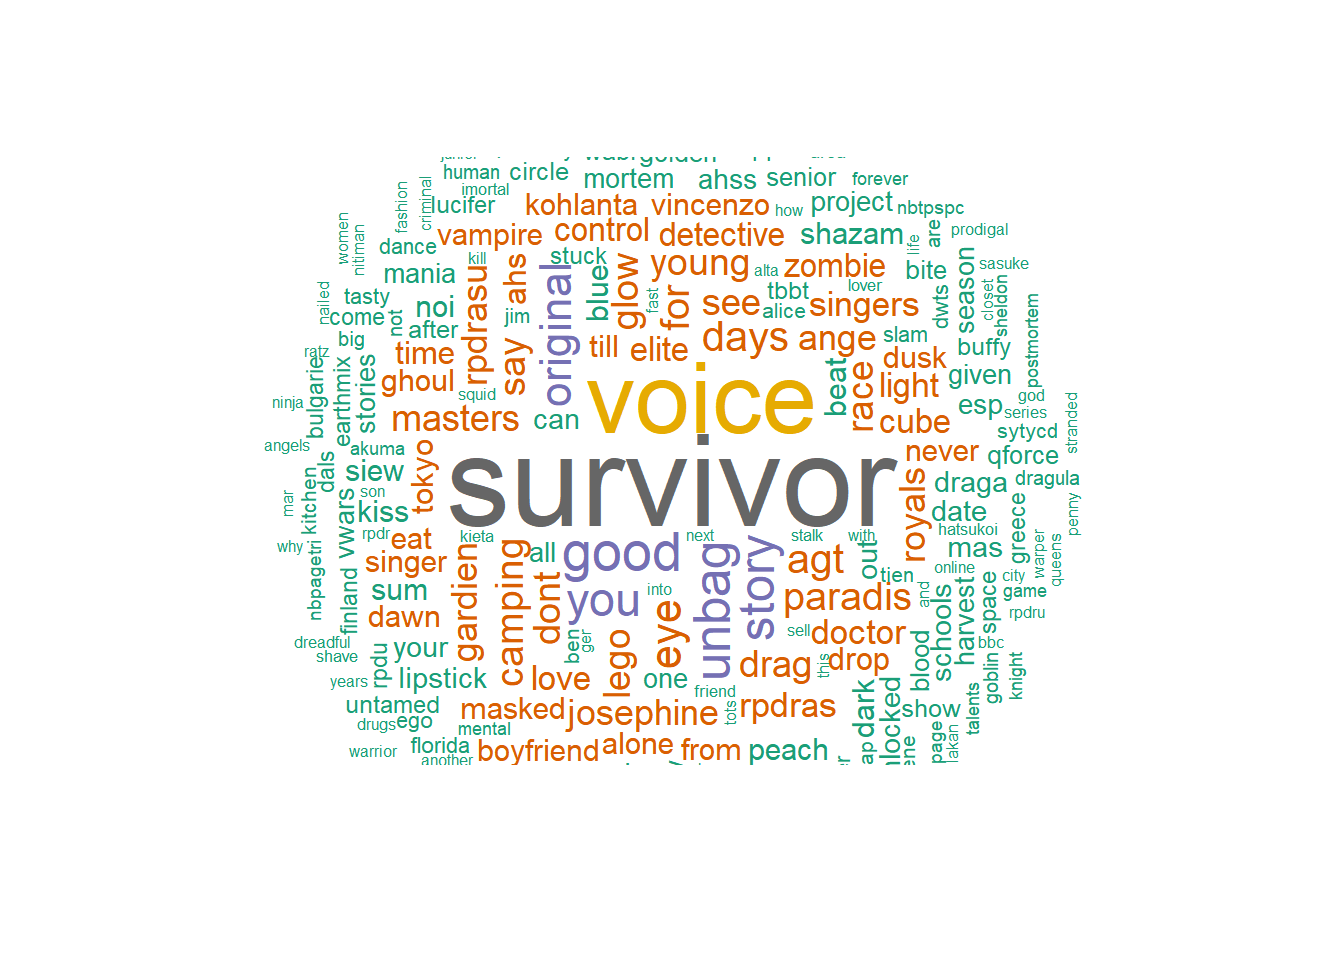 golden
human circle mortem ahss senior forever
imortal
fashion criminal lucifer kohlanta vincenzo how project nbtpspc
women nitiman dance vampire control detective shazam life are prodigal
mania kill stuck young alta zombie bite season sasuke
nailed tasty noi rpdrasu ahs original blue glow fast for see tbbt lover singers dwts closet sheldon
come not after jim alice postmortem
big time say till elite days ange slam buffy
ratz ghoul squid voice beat race dusk light given god
ninja bulgaries earthmix stories masters can cube esp series
angels akuma survivor never sytycd stranded
dals siew tokyo royals qforce
mar kitchen vwars son kiss draga dragula
rpdr eat kieta good next stalk with date hatsukoi greece penny
why singer gardien camping all unbag story agt out mas warper
nbpagetri finland sum dont you into eye paradis tien online city queens
dawn lego and schools harvest space game
dreadful your ben ger sell doctor rpdru
shave rpdu love one drag this drop blood bbc
years lipstick friend goblin knight
untamed masked josephine tots rpdras dark show talents
drugs ego mental
warrior florida boyfriend alone from peach ap page lakan
another